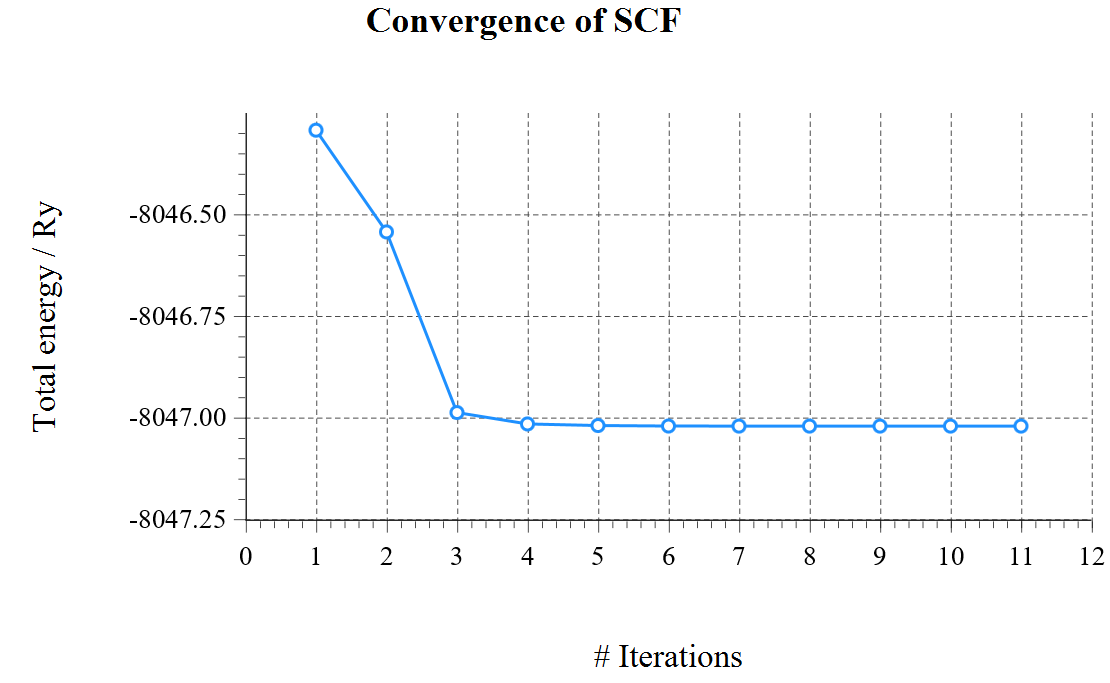 Convergence of SCF
Total energy / Ry
-8046.50
-8046.75
-8047.00
-8047.25
0 1 2 3 4 5 6 7 8 9 10 11 12
# Iterations